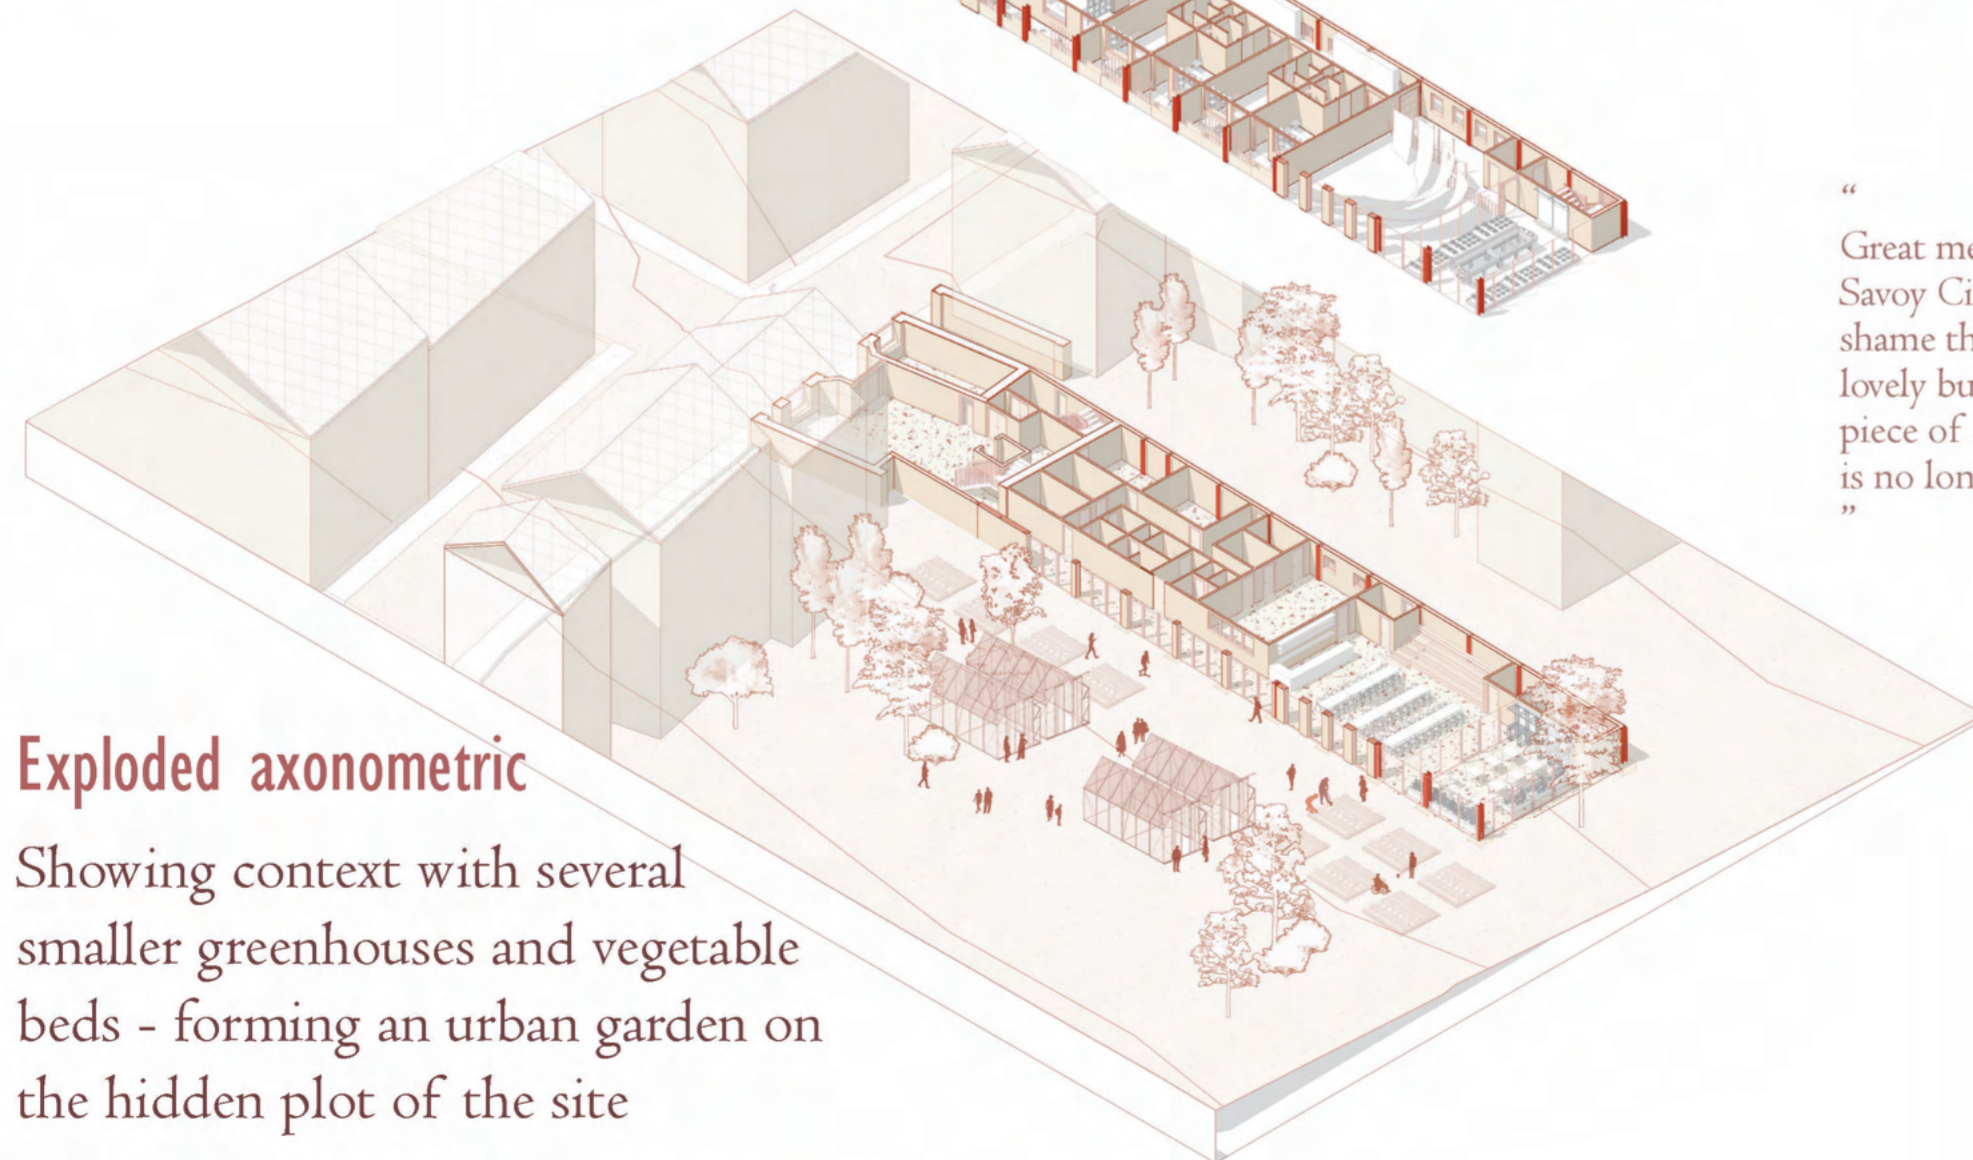 “
Great me
Savoy Ci
shame th
lovely bu
piece of
is no lon
”
Exploded axonometric
Showing context with several
smaller greenhouses and vegetable
beds - forming an urban garden on
the hidden plot of the site